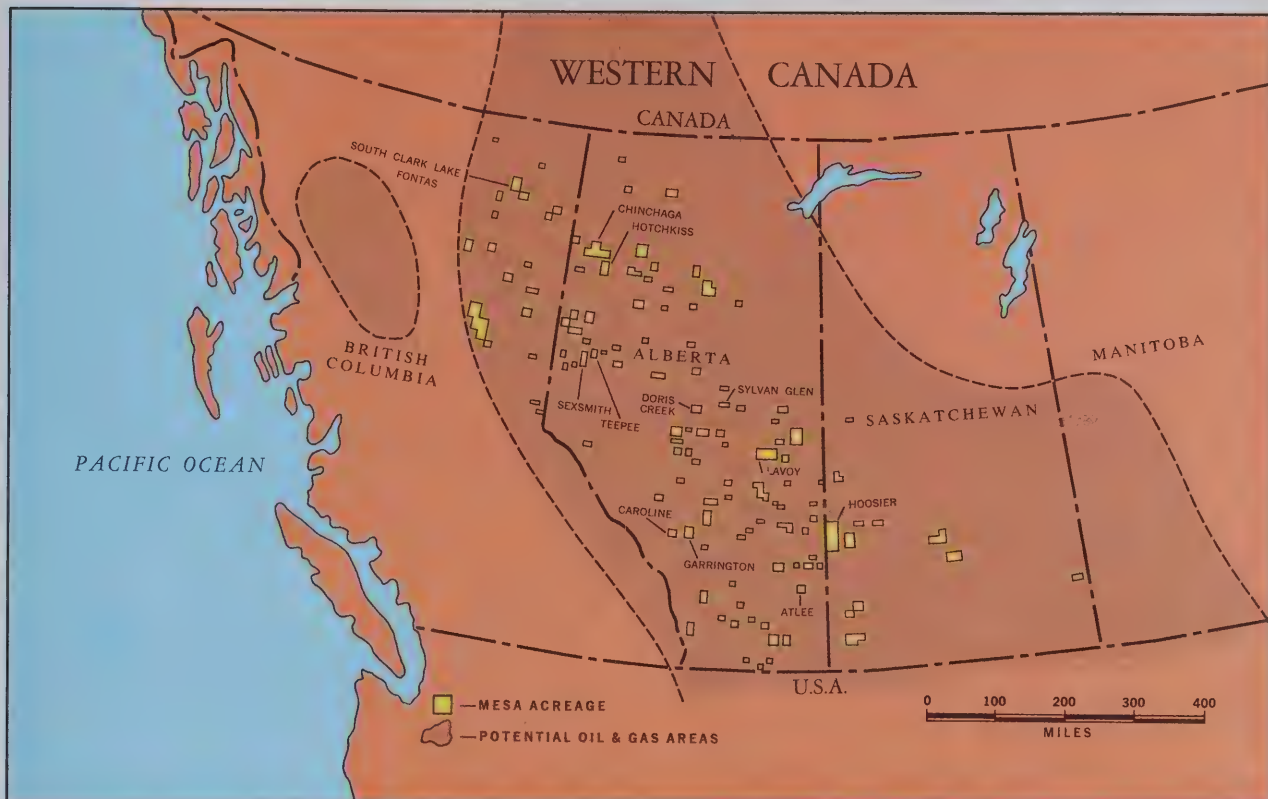 WESTERN CANADA
CANADA
SOUTH CLARK LAKE
FONTAS
CHINCHAGA
HOTCHKISS
BRITISH
COLUMBIA
ALBERTA
MANITOBA
SEXSMITH
TEEPEE
DORIS
CREEK
SYLVAN GLEN
SASKATCHEWAN
PACIFIC OCEAN
LAVOY
CAROLINE
HOOSIER
GARRINGTON
ATLEE
U.S.A.
—MESA ACREAGE
—POTENTIAL OIL & GAS AREAS
0 100 200 300 400
MILES